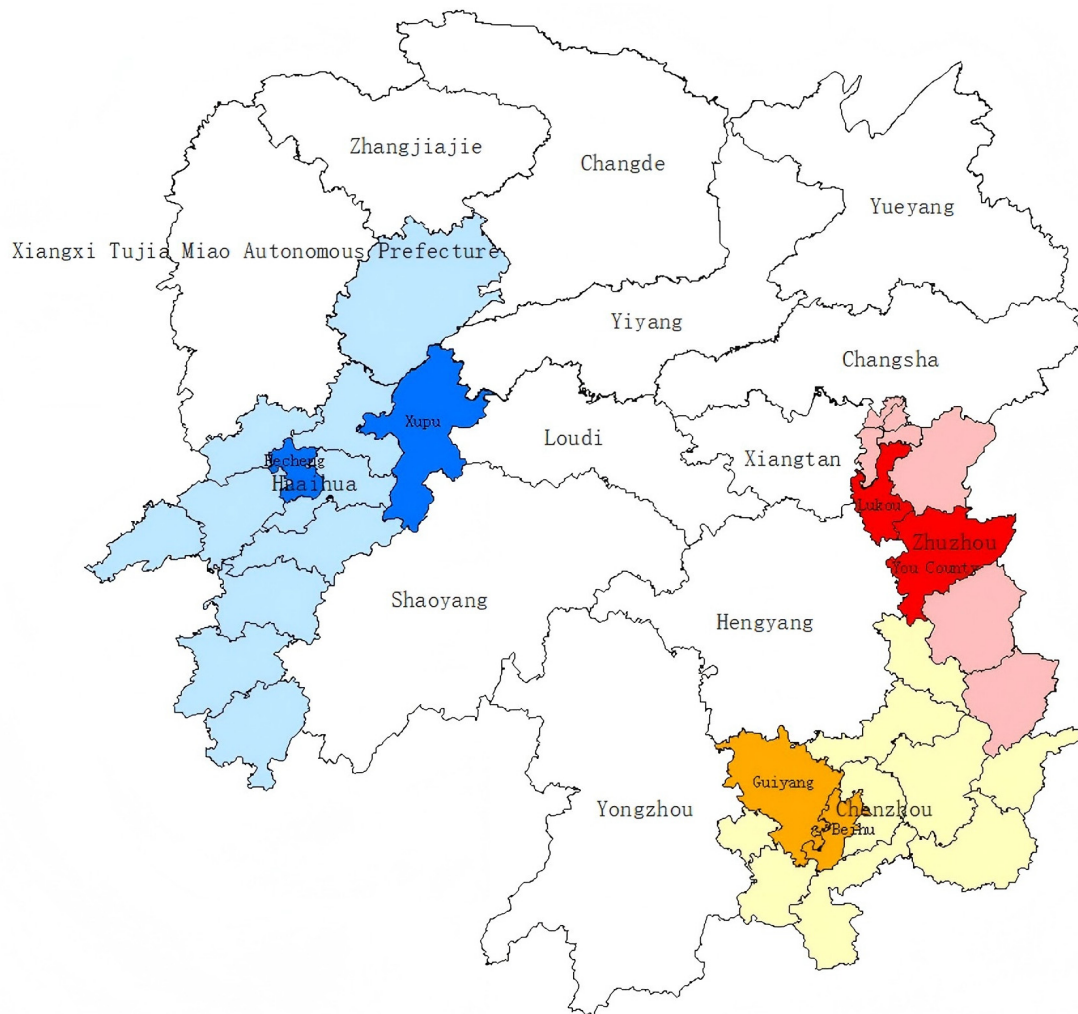 Zhangjiajie
Changde
Yueyang
Xiangxi Tujia Miao Autonomous Prefecture
Yiyang
Changsha
Xupu
Loudi
Xiangtan
Hecheng
Huaihua
Lukou
Zhuzhou
You County
Shaoyang
Hengyang
Guiyang
Yongzhou
Chenzhou
Beihu